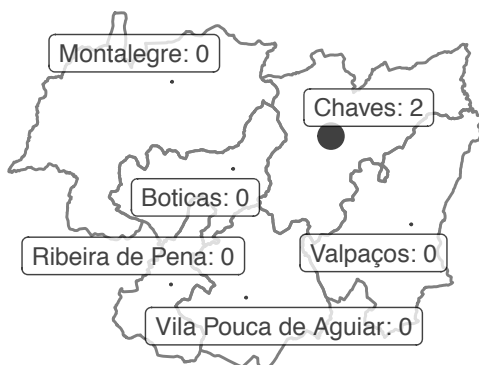 Montalegre: 0
Chaves: 2
Boticas: 0
Ribeira de Pena: 0
Valpaços: 0
Vila Pouca de Aguiar: 0